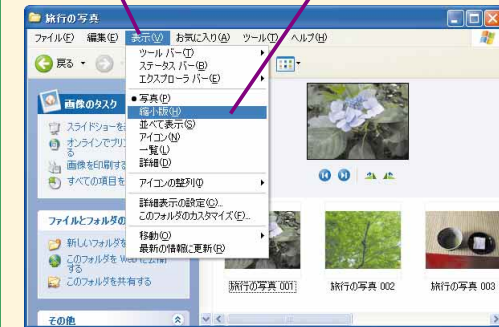 旅行の写真
ファイル(F) 編集(E) 表示(V) お気に入り(A) ツール(T) ヘルプ(H)
戻る
ツール バー(T)
ステータス バー(B)
エクスプローラ バー(E)
写真(P)
縮小版(H)
並べて表示(S)
アイコン(N)
一覧(L)
詳細(D)
アイコンの整列(I)
詳細表示の設定(C)...
このフォルダのカスタマイズ(F)...
移動(O)
最新の情報に更新(R)
画像のタスク
スライドショーを
オンラインでプリ
る
画像を印刷する
すべての項目を
ファイルとフォルダの
新しいフォルダを
このフォルダを Web に公開
する
このフォルダを共有する
その他
旅行の写真 001
旅行の写真 002
旅行の写真 003